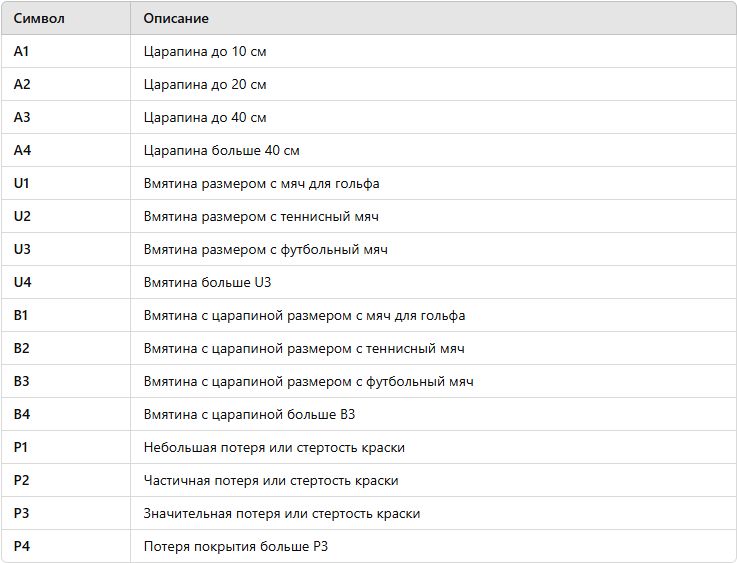 Символ Описание
A1 Царапина до 10 см
A2 Царапина до 20 см
A3 Царапина до 40 см
A4 Царапина больше 40 см
U1 Вмятина размером с мяч для гольфа
U2 Вмятина размером с теннисный мяч
U3 Вмятина размером с футбольный мяч
U4 Вмятина больше U3
B1 Вмятина с царапиной размером с мяч для гольфа
B2 Вмятина с царапиной размером с теннисный мяч
B3 Вмятина с царапиной размером с футбольный мяч
B4 Вмятина с царапиной больше B3
P1 Небольшая потеря или стертость краски
P2 Частичная потеря или стертость краски
P3 Значительная потеря или стертость краски
P4 Потеря покрытия больше P3